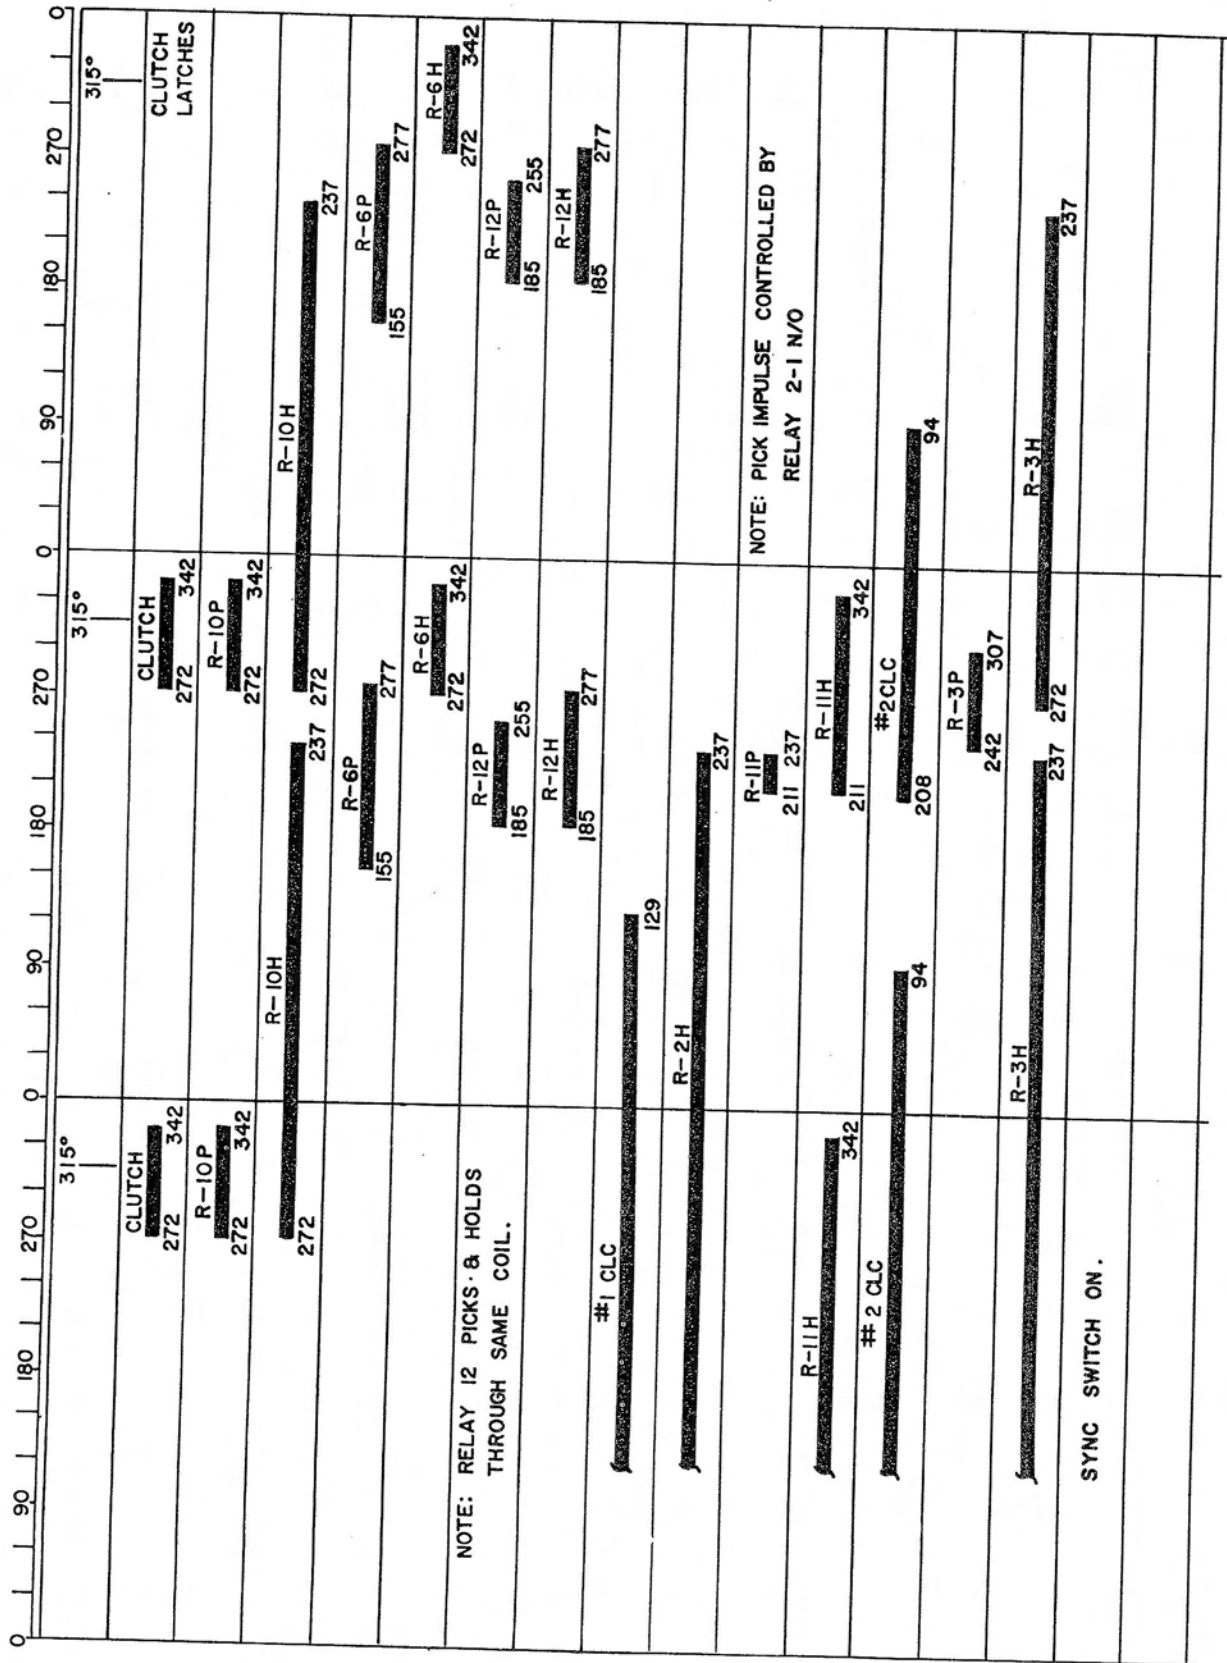 0 90 180 270 0 90 180 270 0 90 180 270 0
315° 315° 315°
CLUTCH CLUTCH CLUTCH
LATCHES
272 342 272 342
R-10P R-10P
272 342 272 342
R-10H R-10H
272 237 272 237
R-6P R-6P
155 277 155 277
R-6H R-6H
272 342 272 342
NOTE: RELAY 12 PICKS & HOLDS
THROUGH SAME COIL.
R-12P R-12P
185 255 185 255
R-12H R-12H
185 277 185 277
#1 CLC
129
R-2H
237
R-11P
211 237
NOTE: PICK IMPULSE CONTROLLED BY
RELAY 2-1 N/O
R-11H R-11H
342 211 342
#2 CLC #2CLC
94 208 94
R-3P
242 307
R-3H R-3H
237 272 237
SYNC SWITCH ON.